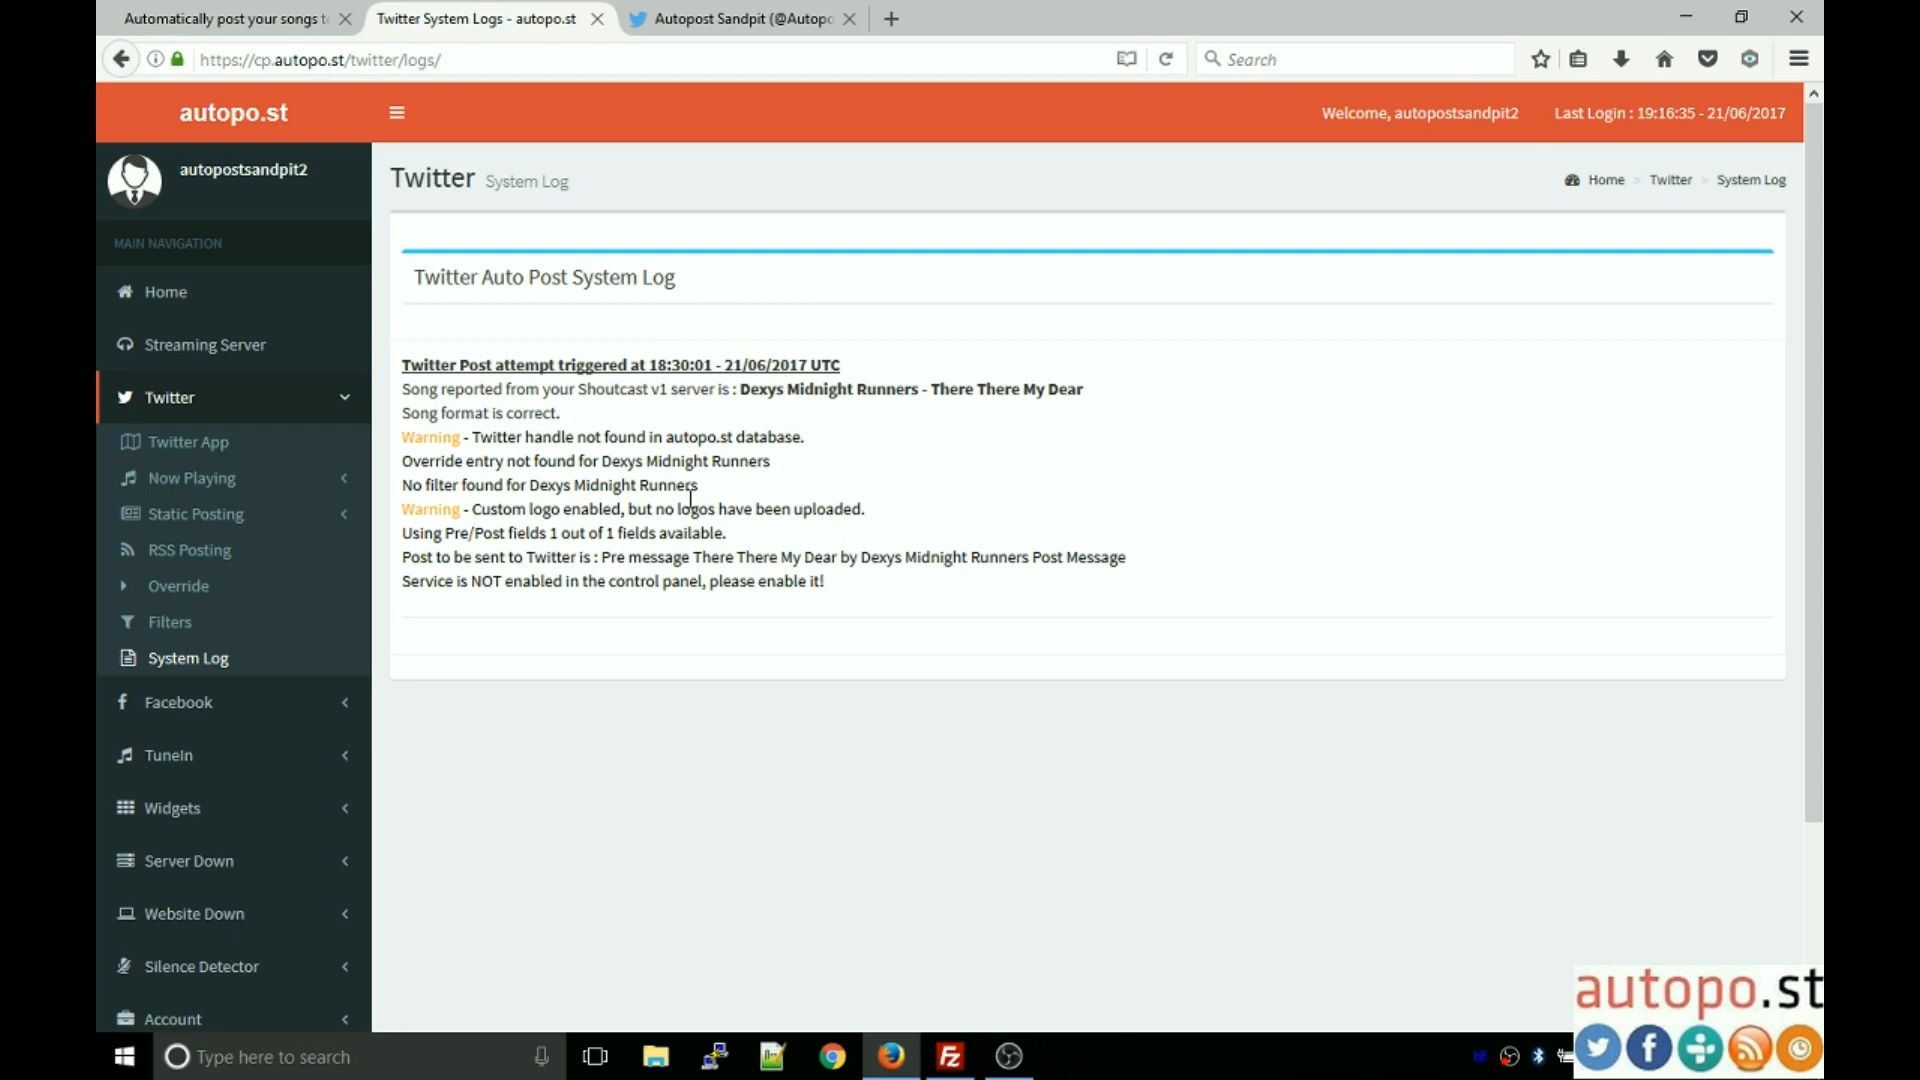 Automatically post your songs t
Twitter System Logs - autopo.st
Autopost Sandpit (@Autopo
https://cp.autopo.st/twitter/logs/
Search
autopo.st
Welcome, autopostsandpit2
Last Login : 19:16:35 - 21/06/2017
autopostsandpit2
Twitter System Log
Home > Twitter > System Log
MAIN NAVIGATION
Home
Streaming Server
Twitter
Twitter App
Now Playing
Static Posting
RSS Posting
Override
Filters
System Log
Facebook
TuneIn
Widgets
Server Down
Website Down
Silence Detector
Account
Twitter Auto Post System Log
Twitter Post attempt triggered at 18:30:01 - 21/06/2017 UTC
Song reported from your Shoutcast v1 server is : Dexys Midnight Runners - There There My Dear
Song format is correct.
Warning - Twitter handle not found in autopo.st database.
Override entry not found for Dexys Midnight Runners
No filter found for Dexys Midnight Runners
Warning - Custom logo enabled, but no logos have been uploaded.
Using Pre/Post fields 1 out of 1 fields available.
Post to be sent to Twitter is : Pre message There There My Dear by Dexys Midnight Runners Post Message
Service is NOT enabled in the control panel, please enable it!
autopo.st
Type here to search
Fz